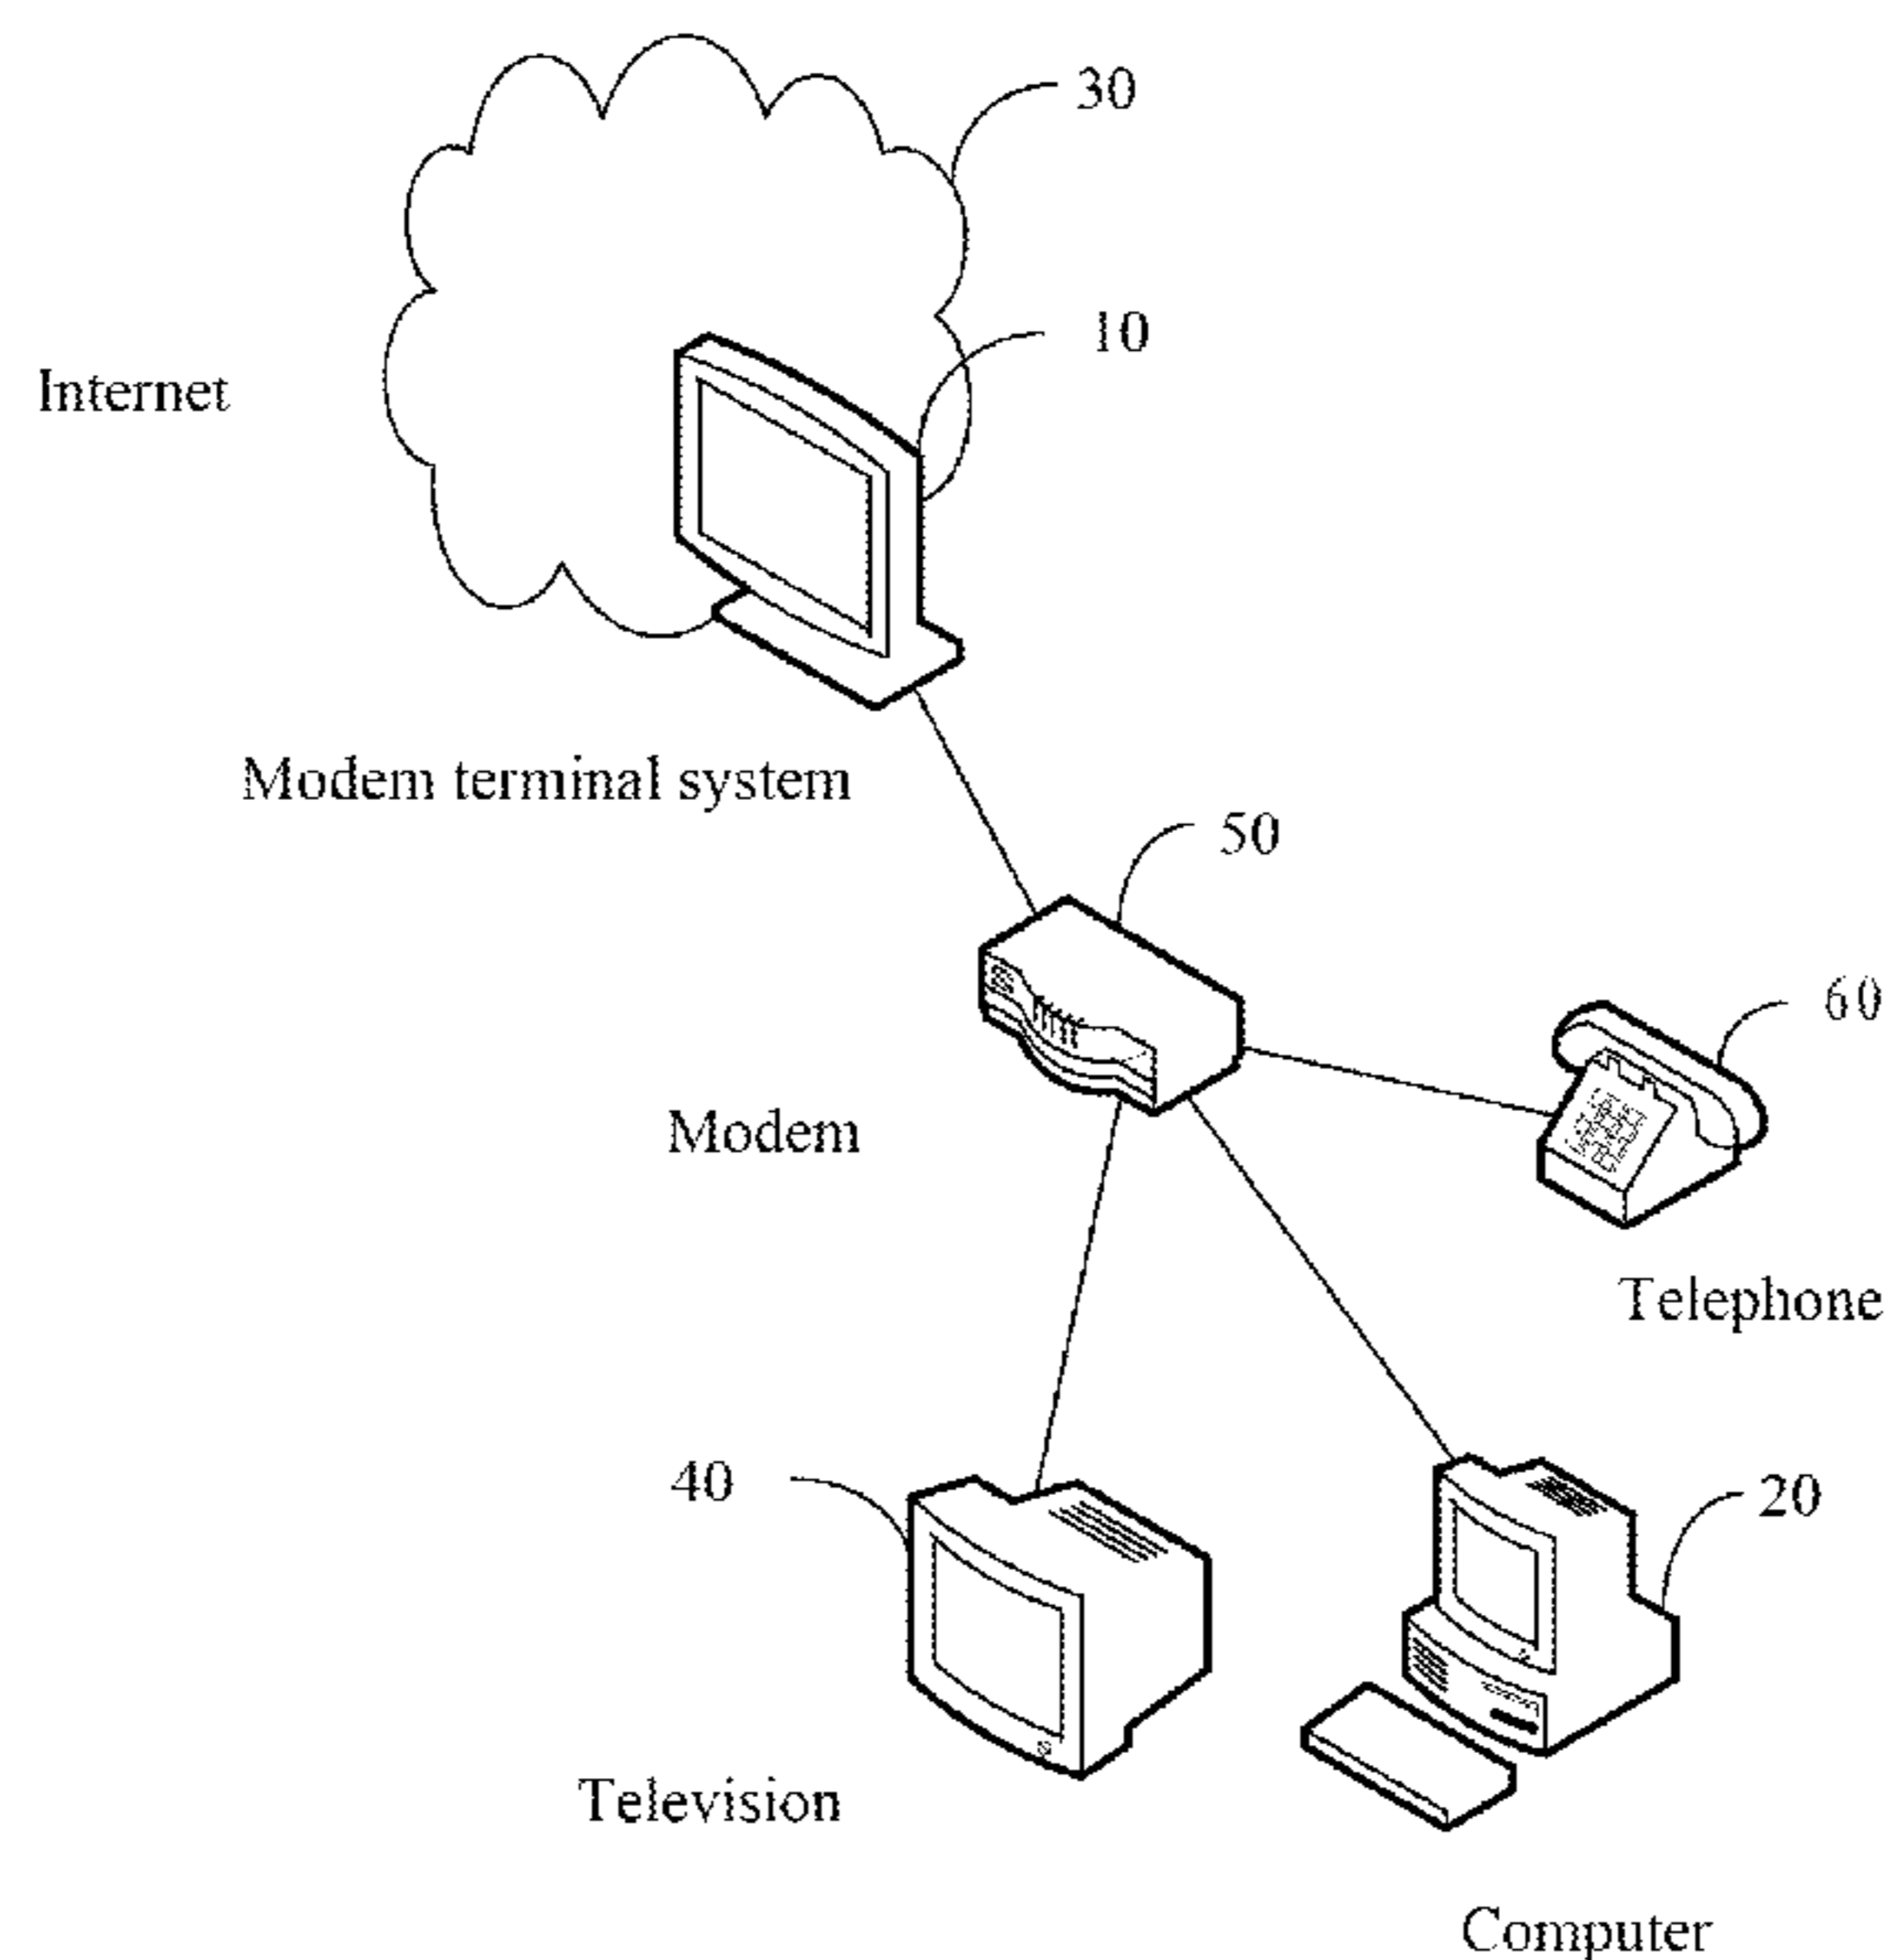 30
10
Internet
Modem terminal system
50
60
Modem
Telephone
40
20
Television
Computer